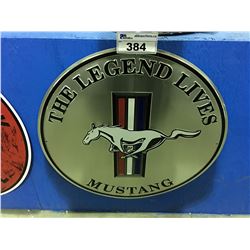 384
THE LEGEND LIVES
MUSTANG